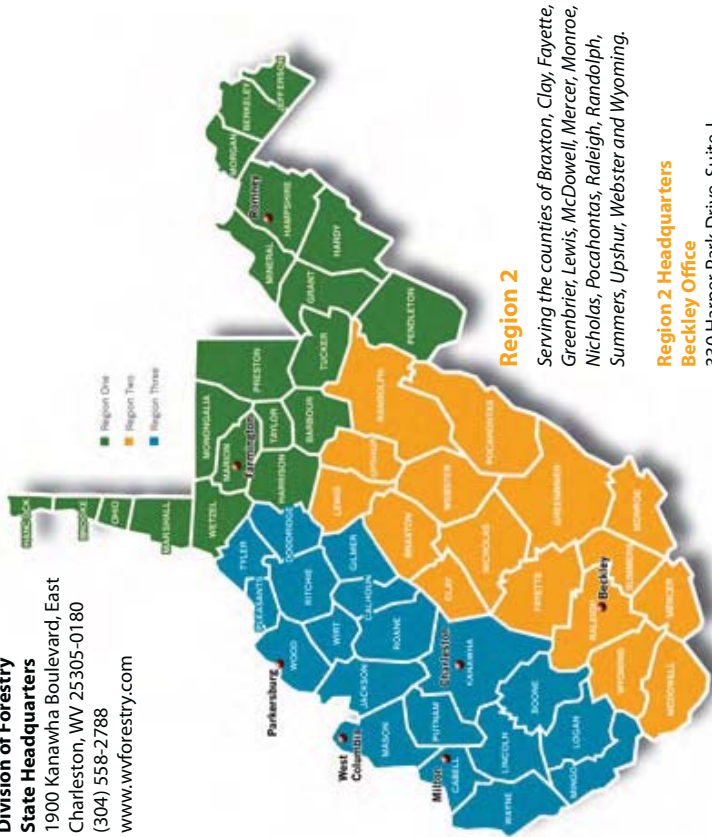 Division of Forestry
State Headquarters
1900 Kanawha Boulevard, East
Charleston, WV 25305-0180
(304) 558-2788
www.wvforestry.com
Region One
Region Two
Region Three
HANCOCK
BROOKE
OHIO
MARSHALL
WETZEL
MONONGALIA
MARION
Farmington
PRESTON
TAYLOR
HARRISON
BARBOUR
TUCKER
MORGAN
BERKELEY
JEFFERSON
Romney
HAMPSHIRE
MINERAL
GRANT
HARDY
PENDLETON
TYLER
PLEASANTS
DODDRIDGE
Parkersburg
WOOD
RITCHIE
WIRT
CALHOUN
GILMER
West
Columbia
JACKSON
ROANE
MASON
PUTNAM
Charleston
KANAWHA
Milton
CABELL
WAYNE
LINCOLN
BOONE
LOGAN
MINGO
LEWIS
UPSHUR
RANDOLPH
BRAXTON
WEBSTER
CLAY
NICHOLAS
POCAHONTAS
FAYETTE
GREENBRIER
RALEIGH
Beckley
SUMMERS
MONROE
WYOMING
MERCER
MCDOWELL
Region 2
Serving the counties of Braxton, Clay, Fayette,
Greenbrier, Lewis, McDowell, Mercer, Monroe,
Nicholas, Pocahontas, Raleigh, Randolph,
Summers, Upshur, Webster and Wyoming.
Region 2 Headquarters
Beckley Office
330 Harper Park Drive, Suite J